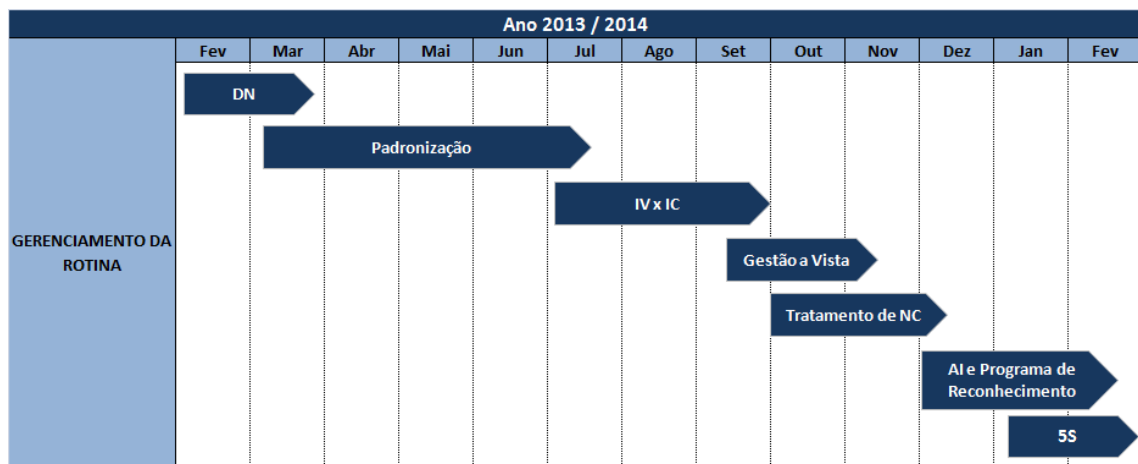 Ano 2013 / 2014
Fev Mar Abr Mai Jun Jul Ago Set Out Nov Dez Jan Fev
DN
Padronização
IV x IC
GERENCIAMENTO DA
ROTINA
Gestão a Vista
Tratamento de NC
AI e Programa de
Reconhecimento
5S